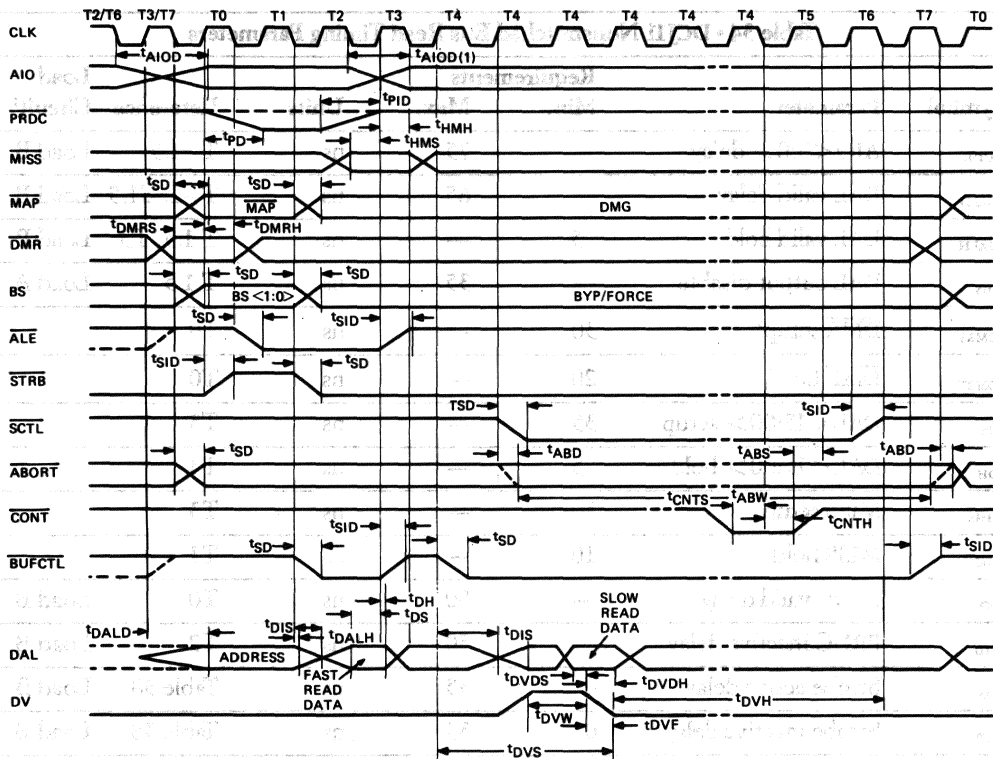 T2/T6 T3/T7 T0 T1 T2 T3 T4 T4 T4 T4 T4 T5 T6 T7 T0
CLK
tAIOD tAIOD(1)
AIO
tPID
PRDC
tPD tHMH
tHMS
MISS
tSD tSD
MAP MAP DMG
tDMRS tDMRH
DMR
tSD tSD
BS BS <1:0> BYP/FORCE
tSD tSID
ALE
tSID tSD
STRB
TSD tSID
SCTL
tSD tABD tABS tABD
ABORT
tCNTS tABW
CONT
tCNTH
tSID
tSD tSD tSID
BUFCTL
tDH
tDS
SLOW READ DATA
tDALD tDIS tDALH tDIS
DAL ADDRESS
FAST READ DATA
tDVDS tDVDH
tDVH
DV
tDVW tDVF
tDVS